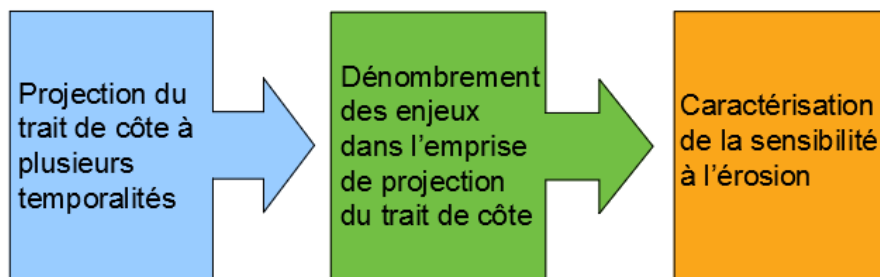 Projection du
trait de côte à
plusieurs
temporalités
Dénombrement
des enjeux
dans l'emprise
de projection
du trait de côte
Caractérisation
de la sensibilité
à l'érosion